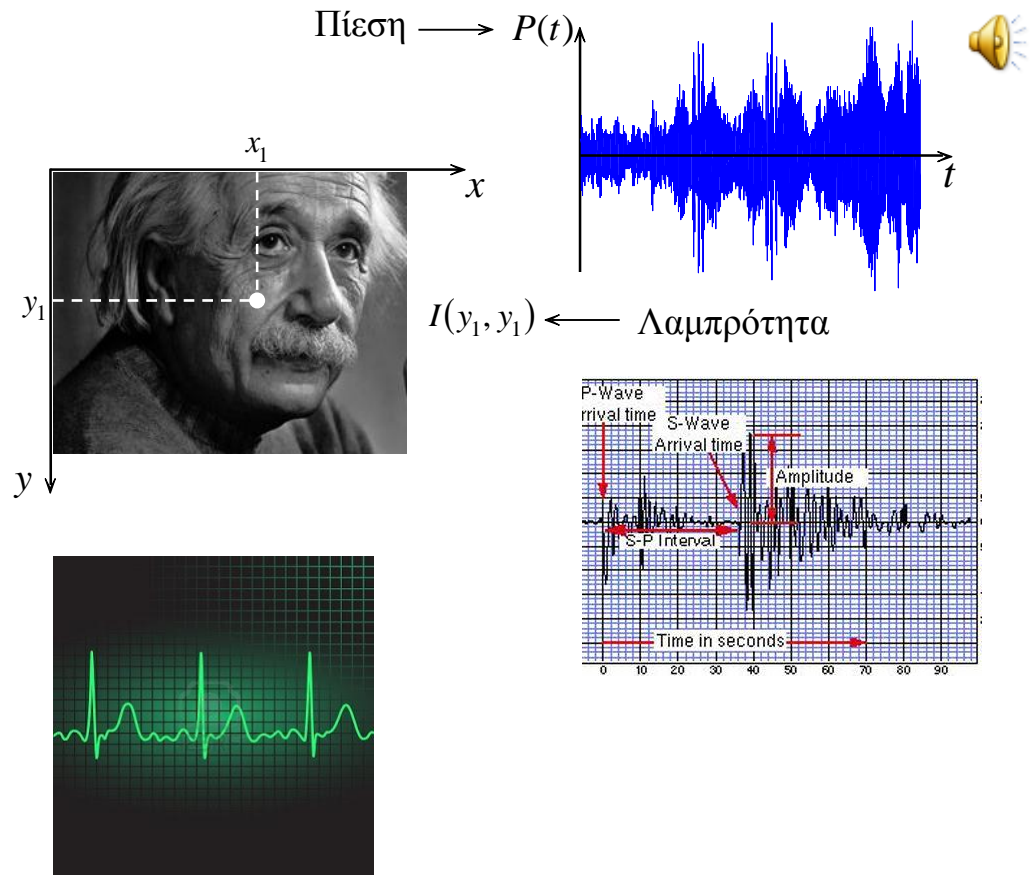 Πίεση P(t)
t
x₁
x
y₁
y
I(y₁, y₁) Λαμπρότητα
P-Wave
rrival time
S-Wave
Arrival time
Amplitude
S-P Interval
Time in seconds
0 10 20 30 40 50 60 70 80 90